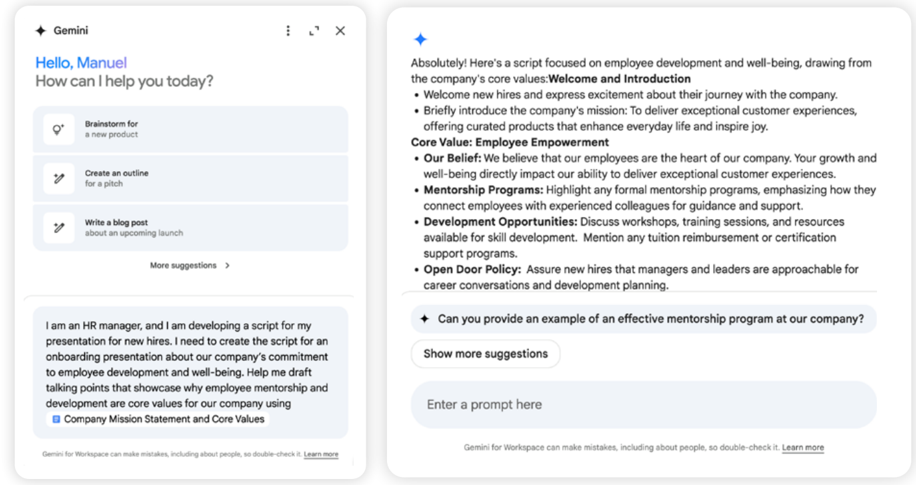 Gemini
Hello, Manuel
How can I help you today?
Brainstorm for
a new product
Create an outline
for a pitch
Write a blog post
about an upcoming launch
More suggestions
I am an HR manager, and I am developing a script for my
presentation for new hires. I need to create the script for an
onboarding presentation about our company's commitment
to employee development and well-being. Help me draft
talking points that showcase why employee mentorship and
development are core values for our company using
Company Mission Statement and Core Values
Gemini for Workspace can make mistakes, including about people, so double-check it. Learn more
Absolutely! Here's a script focused on employee development and well-being, drawing from
the company's core values:Welcome and Introduction
• Welcome new hires and express excitement about their journey with the company.
• Briefly introduce the company's mission: To deliver exceptional customer experiences,
offering curated products that enhance everyday life and inspire joy.
Core Value: Employee Empowerment
• Our Belief: We believe that our employees are the heart of our company. Your growth and
well-being directly impact our ability to deliver exceptional customer experiences.
• Mentorship Programs: Highlight any formal mentorship programs, emphasizing how they
connect employees with experienced colleagues for guidance and support.
• Development Opportunities: Discuss workshops, training sessions, and resources
available for skill development. Mention any tuition reimbursement or certification
support programs.
• Open Door Policy: Assure new hires that managers and leaders are approachable for
career conversations and development planning.
Can you provide an example of an effective mentorship program at our company?
Show more suggestions
Enter a prompt here
Gemini for Workspace can make mistakes, including about people, so double-check it. Learn more